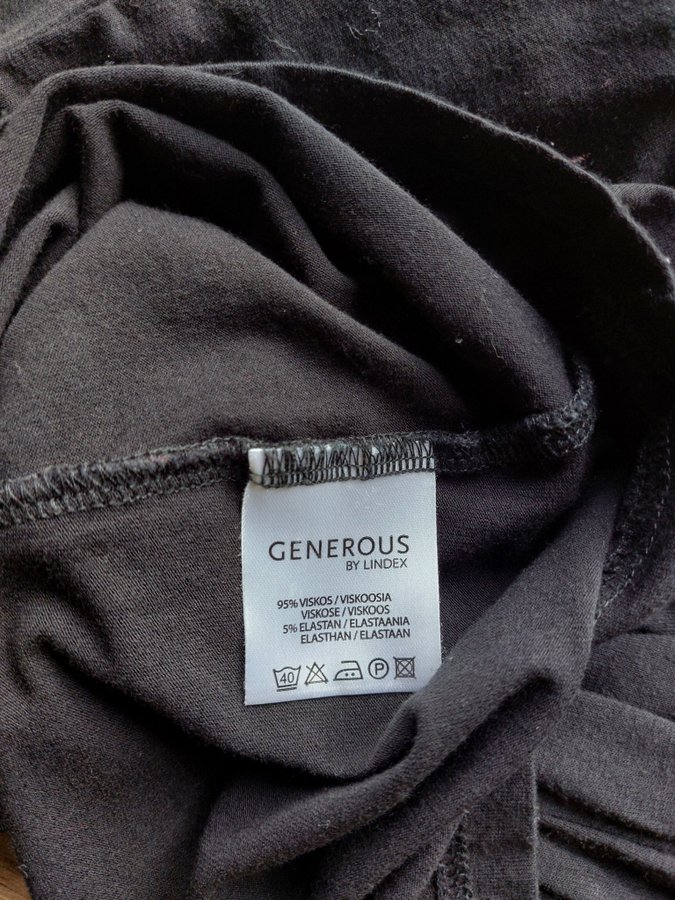 GENEROUS
BY LINDEX
95% VISKOS / VISKOOSIA
VISKOSE / VISKOOS
5% ELASTAN / ELASTAANIA
ELASTHAN / ELASTAAN
40 P